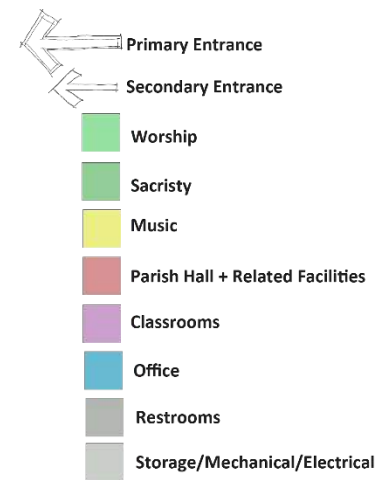 Primary Entrance
Secondary Entrance
Worship
Sacristy
Music
Parish Hall + Related Facilities
Classrooms
Office
Restrooms
Storage/Mechanical/Electrical